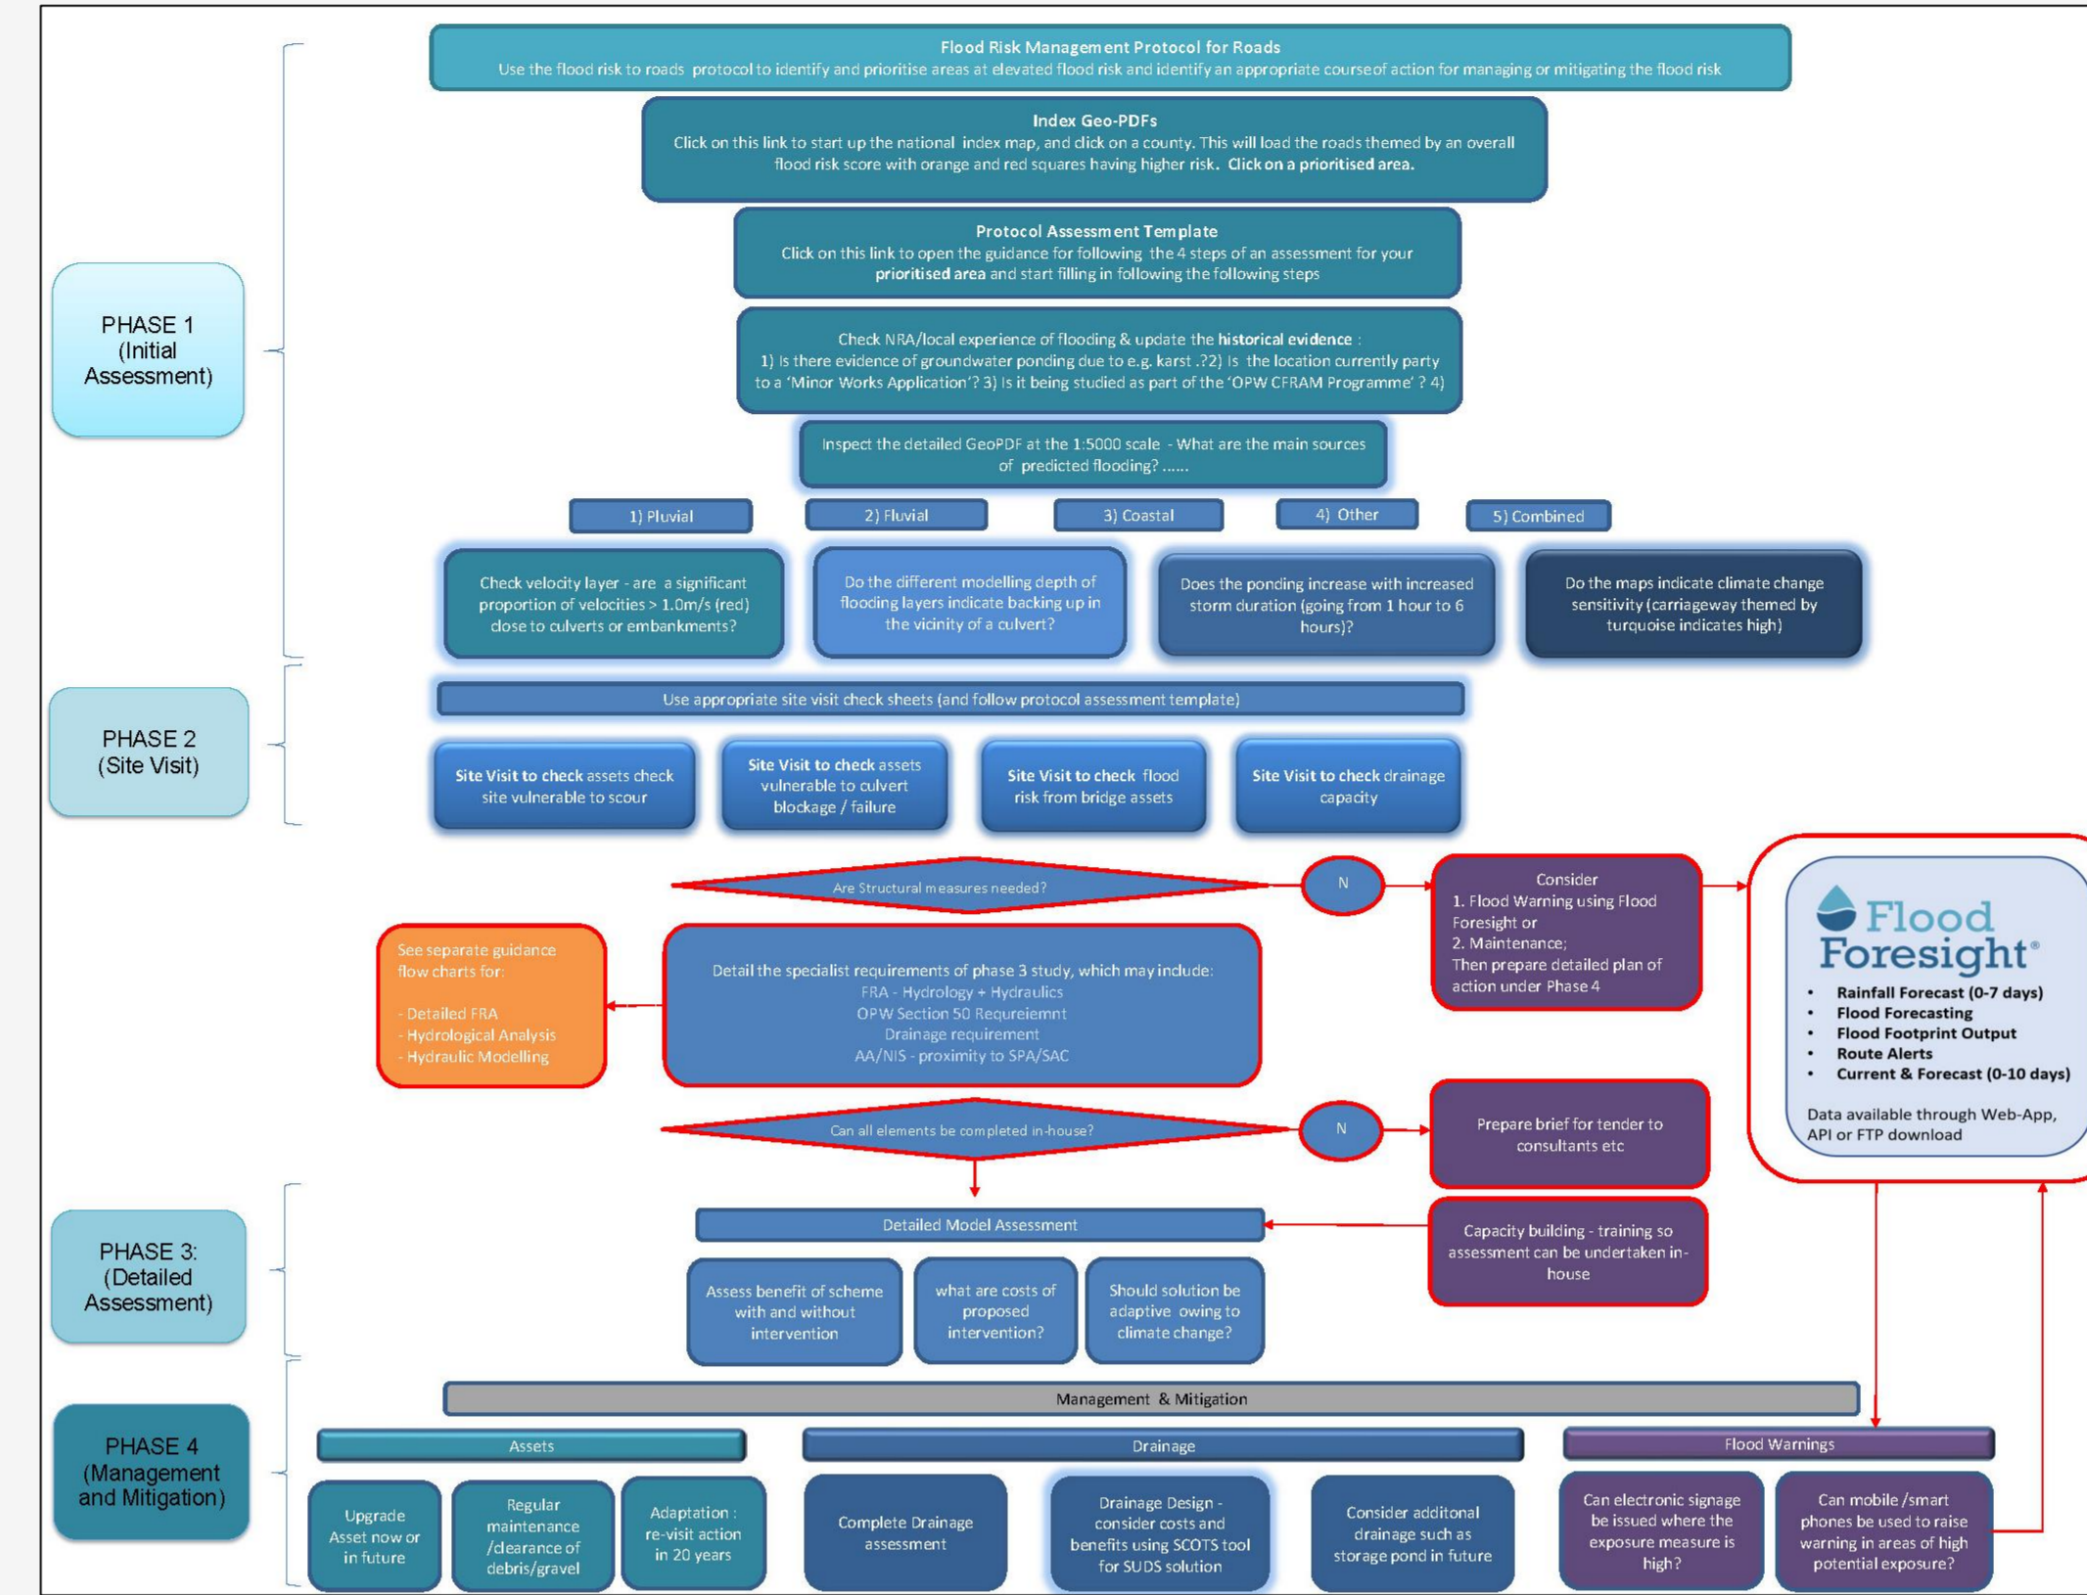 Flood Risk Management Protocol for Roads
Use the flood risk to roads protocol to identify and prioritise areas at elevated flood risk and identify an appropriate course of action for managing or mitigating the flood risk
Index Geo-PDFs
Click on this link to start up the national index map, and click on a county. This will load the roads themed by an overall
flood risk score with orange and red squares having higher risk. Click on a prioritised area.
Protocol Assessment Template
Click on this link to open the guidance for following the 4 steps of an assessment for your
prioritised area and start filling in following the following steps
PHASE 1
(Initial
Assessment)
Check NRA/local experience of flooding & update the historical evidence :
1) Is there evidence of groundwater ponding due to e.g. karst .?2) Is the location currently party
to a ‘Minor Works Application’? 3) Is it being studied as part of the ‘OPW CFRAM Programme’ ? 4)
Inspect the detailed GeoPDF at the 1:5000 scale - What are the main sources
of predicted flooding? ......
1) Pluvial
2) Fluvial
3) Coastal
4) Other
5) Combined
Check velocity layer - are a significant
proportion of velocities > 1.0m/s (red)
close to culverts or embankments?
Do the different modelling depth of
flooding layers indicate backing up in
the vicinity of a culvert?
Does the ponding increase with increased
storm duration (going from 1 hour to 6
hours)?
Do the maps indicate climate change
sensitivity (carriageway themed by
turquoise indicates high)
PHASE 2
(Site Visit)
Use appropriate site visit check sheets (and follow protocol assessment template)
Site Visit to check assets check
site vulnerable to scour
Site Visit to check assets
vulnerable to culvert
blockage / failure
Site Visit to check flood
risk from bridge assets
Site Visit to check drainage
capacity
Are Structural measures needed?
N
Consider
1. Flood Warning using Flood
Foresight or
2. Maintenance;
Then prepare detailed plan of
action under Phase 4
Flood
Foresight®
• Rainfall Forecast (0-7 days)
• Flood Forecasting
• Flood Footprint Output
• Route Alerts
• Current & Forecast (0-10 days)
Data available through Web-App,
API or FTP download
See separate guidance
flow charts for:
- Detailed FRA
- Hydrological Analysis
- Hydraulic Modelling
Detail the specialist requirements of phase 3 study, which may include:
FRA - Hydrology + Hydraulics
OPW Section 50 Requreiemnt
Drainage requirement
AA/NIS - proximity to SPA/SAC
Can all elements be completed in-house?
N
Prepare brief for tender to
consultants etc
PHASE 3:
(Detailed
Assessment)
Detailed Model Assessment
Capacity building - training so
assessment can be undertaken in-
house
Assess benefit of scheme
with and without
intervention
what are costs of
proposed
intervention?
Should solution be
adaptive owing to
climate change?
PHASE 4
(Management
and Mitigation)
Management & Mitigation
Assets
Drainage
Flood Warnings
Upgrade
Asset now or
in future
Regular
maintenance
/clearance of
debris/gravel
Adaptation :
re-visit action
in 20 years
Complete Drainage
assessment
Drainage Design -
consider costs and
benefits using SCOTS tool
for SUDS solution
Consider additonal
drainage such as
storage pond in future
Can electronic signage
be issued where the
exposure measure is
high?
Can mobile /smart
phones be used to raise
warning in areas of high
potential exposure?